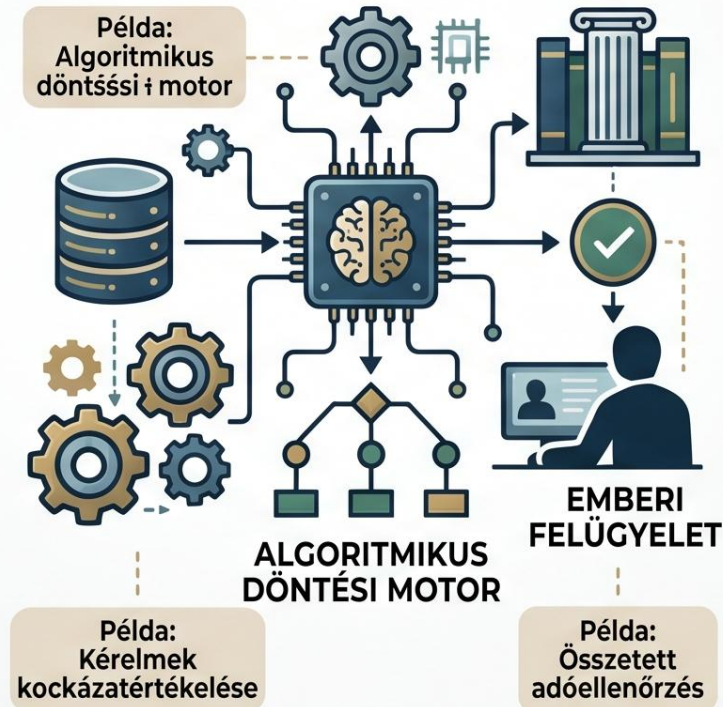 Példa:
Algoritmikus
motor
ALGORITMIKUS
DÖNTÉSI MOTOR
EMBERI
FELÜGYELET
Példa:
Kérelmek
kockázatértékelése
Példa:
Összetett
adóellenőrzés